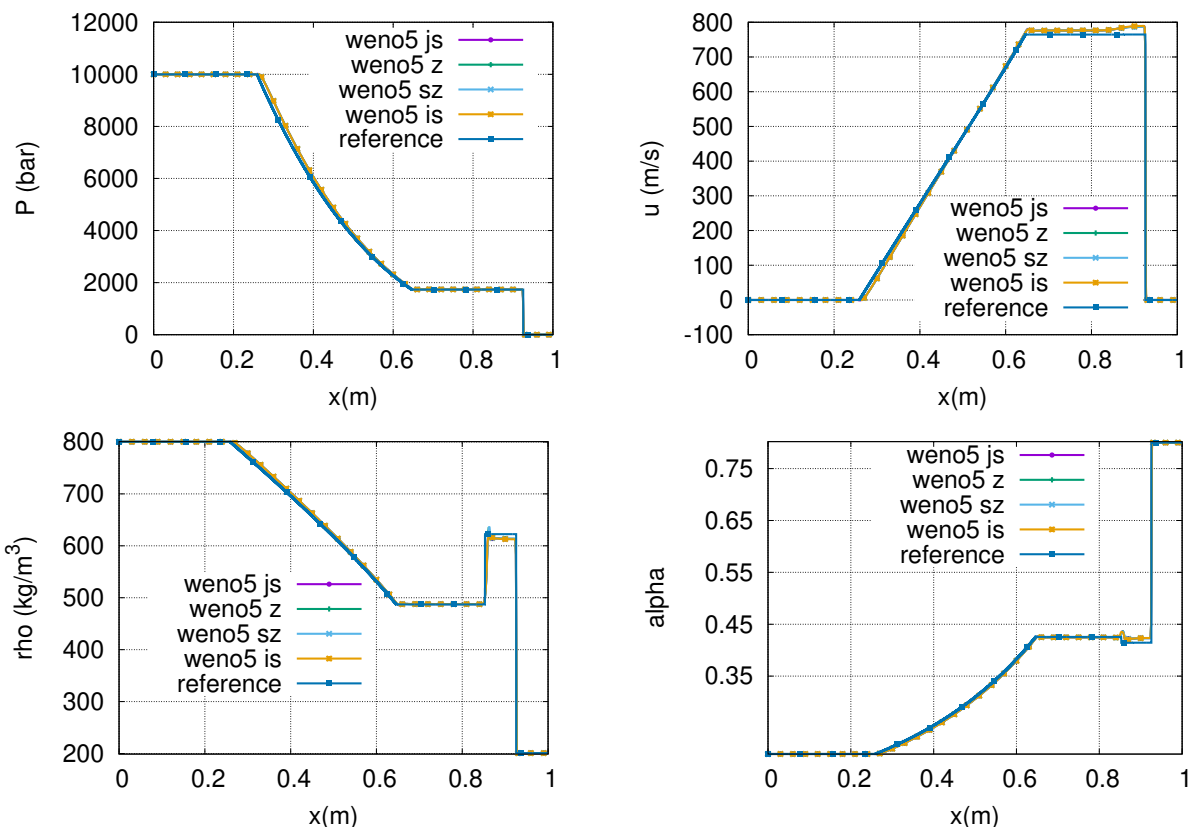 12000
10000
8000
6000
4000
2000
0
P (bar)
0 0.2 0.4 0.6 0.8 1
x(m)
weno5 js
weno5 z
weno5 sz
weno5 is
reference
800
700
600
500
400
300
200
100
0
-100
u (m/s)
0 0.2 0.4 0.6 0.8 1
x(m)
weno5 js
weno5 z
weno5 sz
weno5 is
reference
800
700
600
500
400
300
200
rho (kg/m³)
0 0.2 0.4 0.6 0.8 1
x(m)
weno5 js
weno5 z
weno5 sz
weno5 is
reference
0.75
0.65
0.55
0.45
0.35
alpha
0 0.2 0.4 0.6 0.8 1
x(m)
weno5 js
weno5 z
weno5 sz
weno5 is
reference